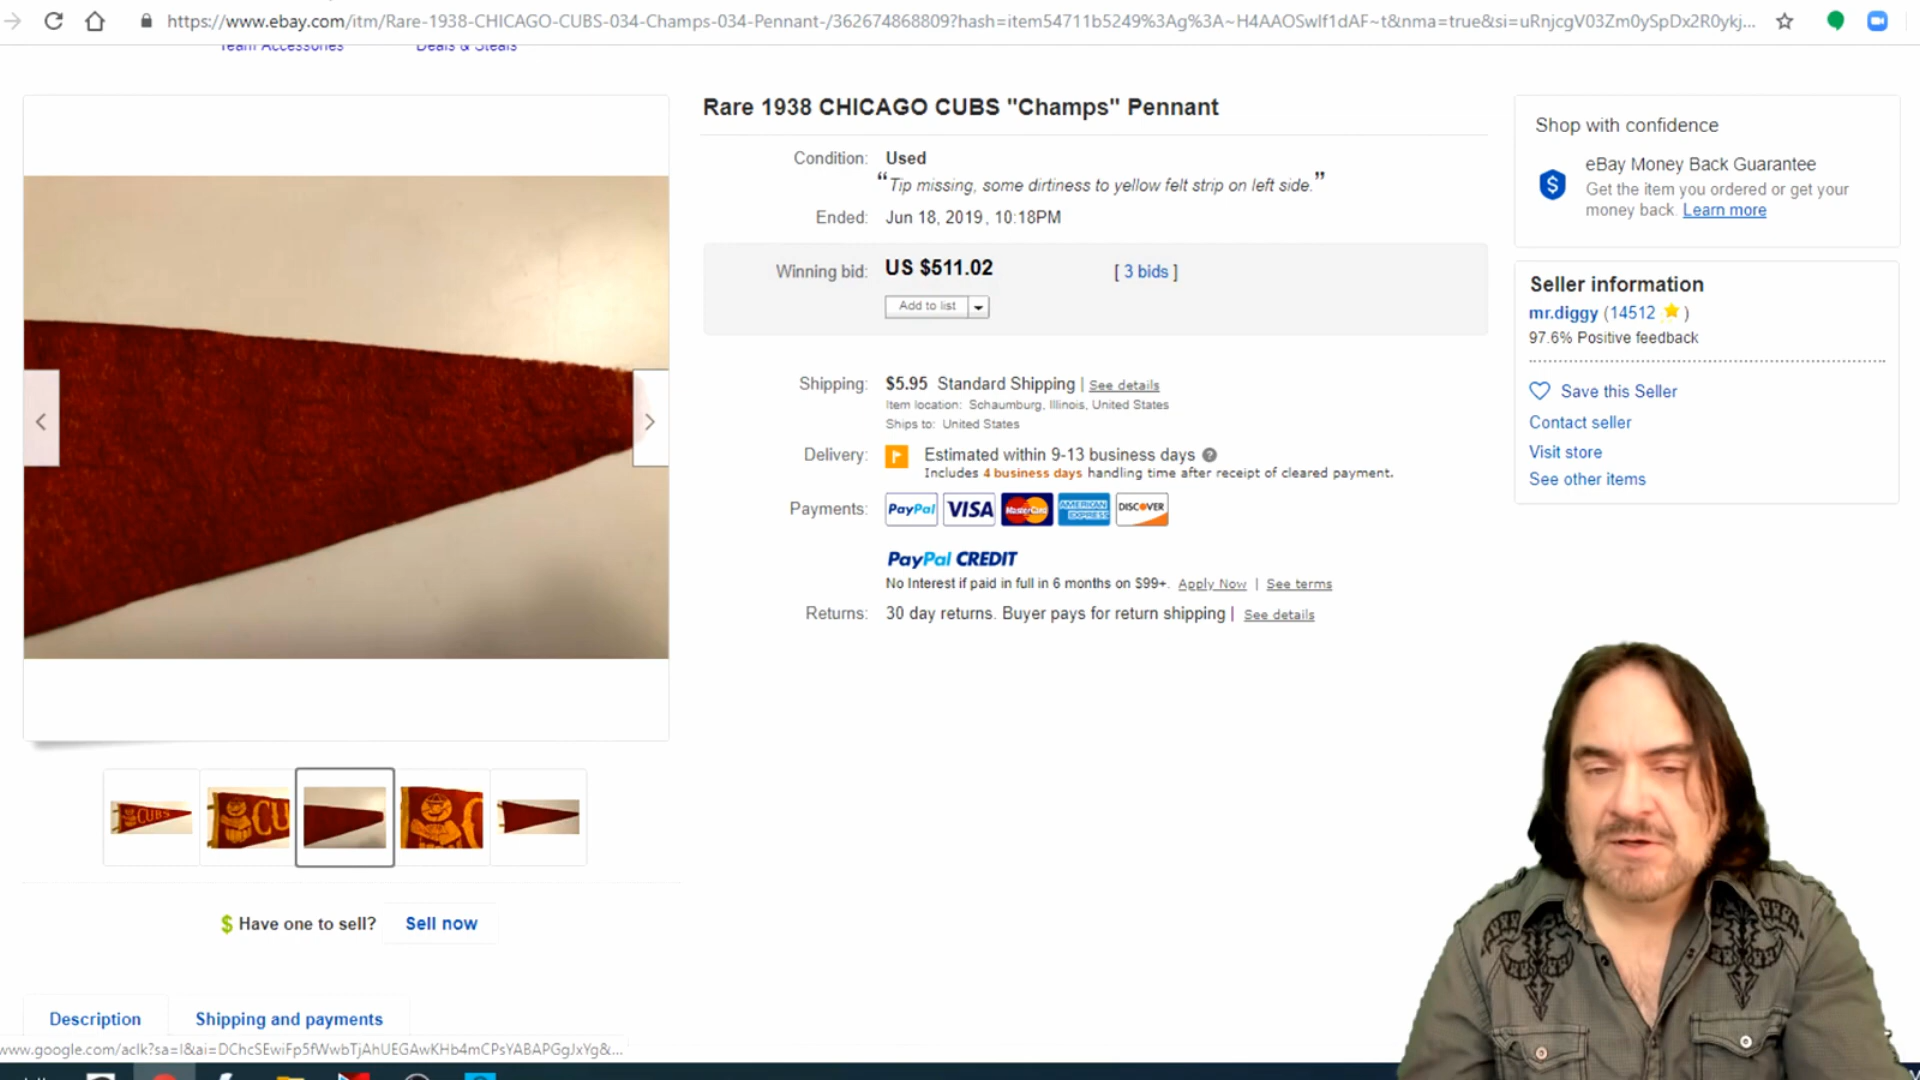 https://www.ebay.com/itm/Rare-1938-CHICAGO-CUBS-034-Champs-034-Pennant-/362674868809?hash=item54711b5249%3Ag%3A~H4AAOSwlf1dAF~t&nma=true&si=uRnjcgV03Zm0ySpDx2R0ykj...
Team Accessories Deals & Steals
Rare 1938 CHICAGO CUBS "Champs" Pennant
Condition: Used
“Tip missing, some dirtiness to yellow felt strip on left side.”
Ended: Jun 18, 2019, 10:18PM
Winning bid: US $511.02 [ 3 bids ]
Add to list
Shipping: $5.95 Standard Shipping | See details
Item location: Schaumburg, Illinois, United States
Ships to: United States
Delivery: Estimated within 9-13 business days
Includes 4 business days handling time after receipt of cleared payment.
Payments: PayPal VISA MasterCard AMERICAN EXPRESS DISCOVER
PayPal CREDIT
No Interest if paid in full in 6 months on $99+. Apply Now | See terms
Returns: 30 day returns. Buyer pays for return shipping | See details
Shop with confidence
eBay Money Back Guarantee
Get the item you ordered or get your
money back. Learn more
Seller information
mr.diggy (14512 )
97.6% Positive feedback
Save this Seller
Contact seller
Visit store
See other items
CUBS CU
$ Have one to sell? Sell now
Description Shipping and payments
www.google.com/aclk?sa=l&ai=DChcSEwiFp5fWwbTjAhUEGAwKHb4mCPsYABAPGgJxYg&...